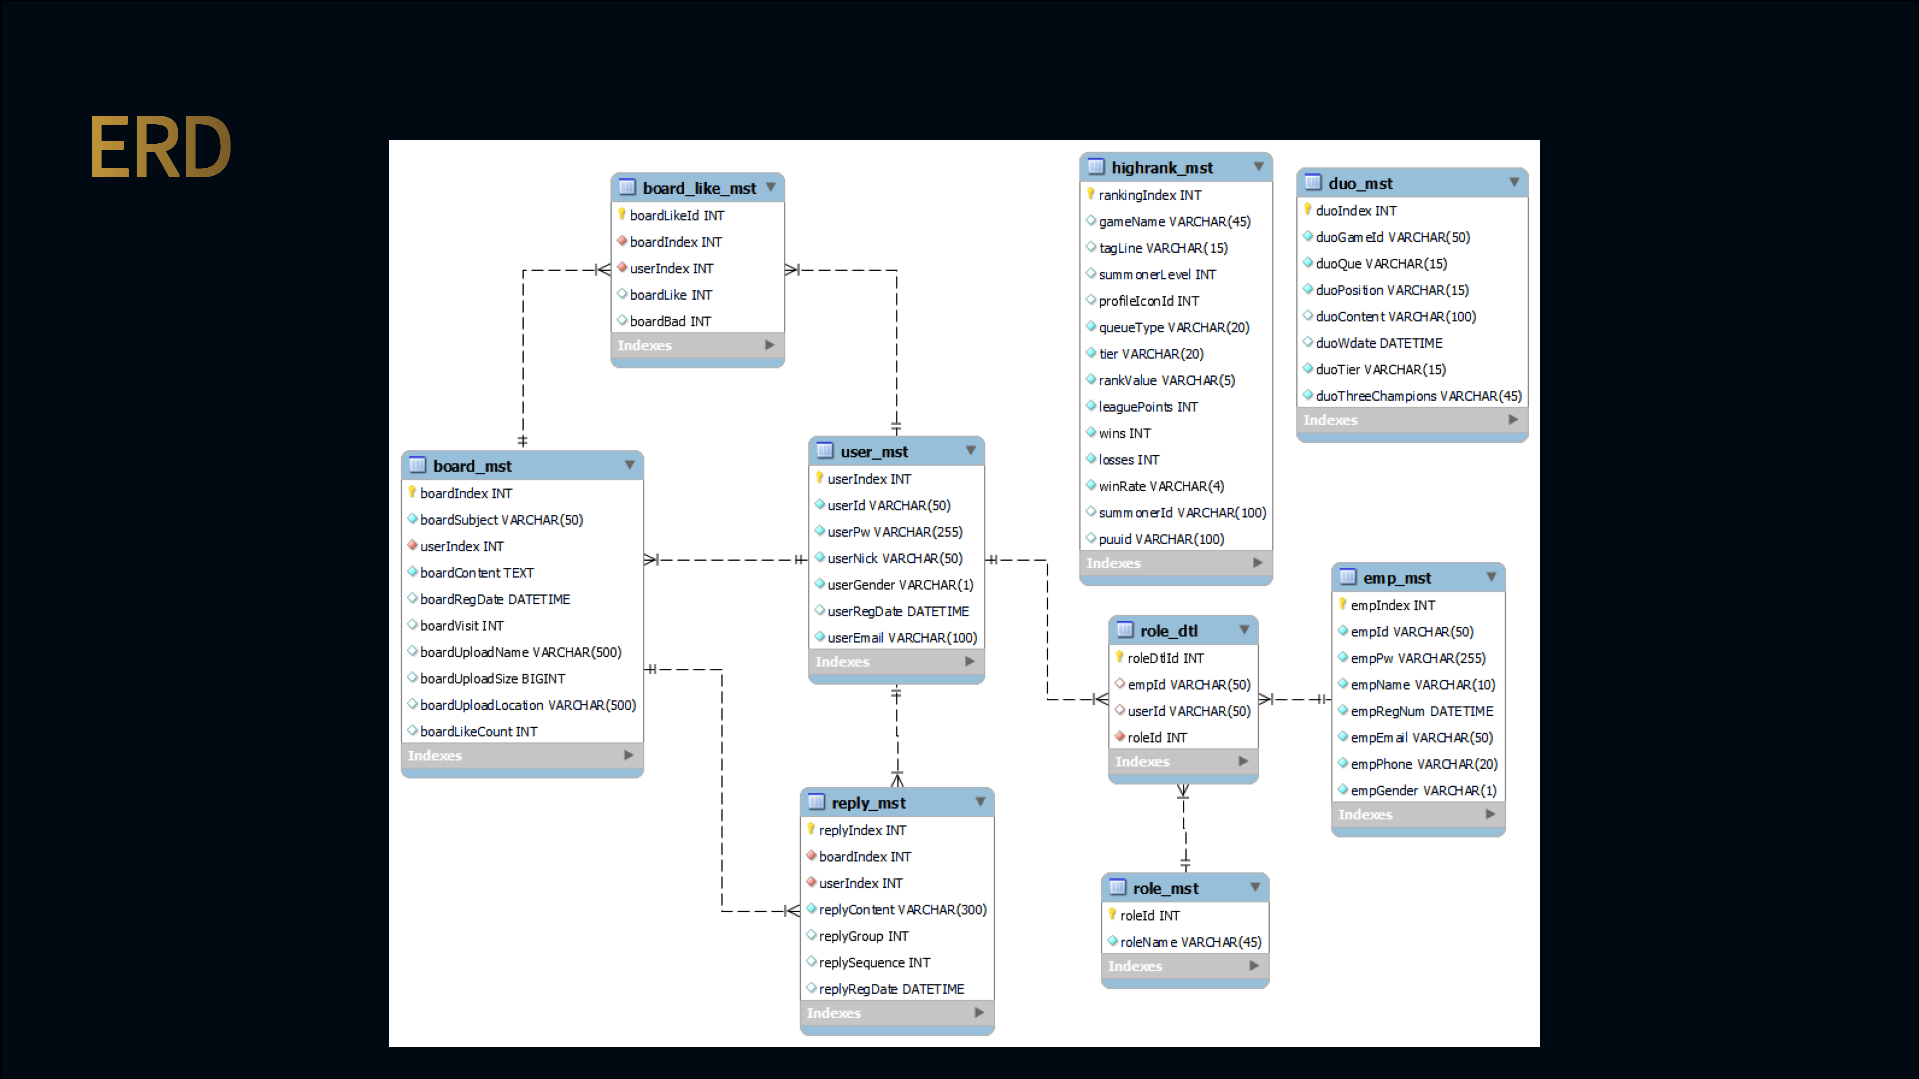 ERD
board_like_mst
boardLikeId INT
boardIndex INT
userIndex INT
boardLike INT
boardBad INT
Indexes
highrank_mst
rankingIndex INT
gameName VARCHAR(45)
tagLine VARCHAR(15)
summonerLevel INT
profileIconId INT
queueType VARCHAR(20)
tier VARCHAR(20)
rankValue VARCHAR(5)
leaguePoints INT
wins INT
losses INT
winRate VARCHAR(4)
summonerId VARCHAR(100)
puuid VARCHAR(100)
Indexes
duo_mst
duoIndex INT
duoGameId VARCHAR(50)
duoQue VARCHAR(15)
duoPosition VARCHAR(15)
duoContent VARCHAR(100)
duoWdate DATETIME
duoTier VARCHAR(15)
duoThreeChampions VARCHAR(45)
Indexes
board_mst
boardIndex INT
boardSubject VARCHAR(50)
userIndex INT
boardContent TEXT
boardRegDate DATETIME
boardVisit INT
boardUploadName VARCHAR(500)
boardUploadSize BIGINT
boardUploadLocation VARCHAR(500)
boardLikeCount INT
Indexes
user_mst
userIndex INT
userId VARCHAR(50)
userPw VARCHAR(255)
userNick VARCHAR(50)
userGender VARCHAR(1)
userRegDate DATETIME
userEmail VARCHAR(100)
Indexes
role_dtl
roleDtlId INT
empId VARCHAR(50)
userId VARCHAR(50)
roleId INT
Indexes
emp_mst
empIndex INT
empId VARCHAR(50)
empPw VARCHAR(255)
empName VARCHAR(10)
empRegNum DATETIME
empEmail VARCHAR(50)
empPhone VARCHAR(20)
empGender VARCHAR(1)
Indexes
reply_mst
replyIndex INT
boardIndex INT
userIndex INT
replyContent VARCHAR(300)
replyGroup INT
replySequence INT
replyRegDate DATETIME
Indexes
role_mst
roleId INT
roleName VARCHAR(45)
Indexes